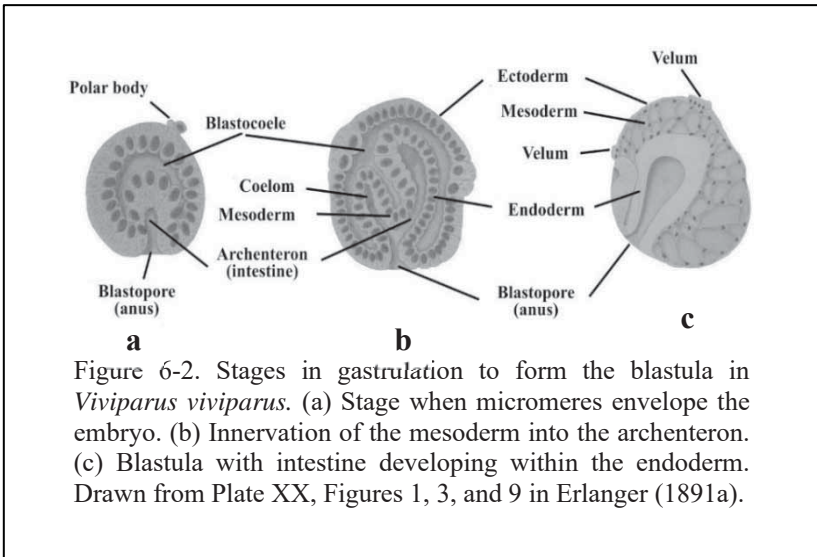 Velum
Polar body
Ectoderm
Blastocoele
Mesoderm
Velum
Coelom
Mesoderm
Endoderm
Archenteron
(intestine)
Blastopore
(anus)
Blastopore
(anus)
a
b
c
Figure 6-2. Stages in gastrulation to form the blastula in
Viviparus viviparus. (a) Stage when micromeres envelope the
embryo. (b) Innervation of the mesoderm into the archenteron.
(c) Blastula with intestine developing within the endoderm.
Drawn from Plate XX, Figures 1, 3, and 9 in Erlanger (1891a).